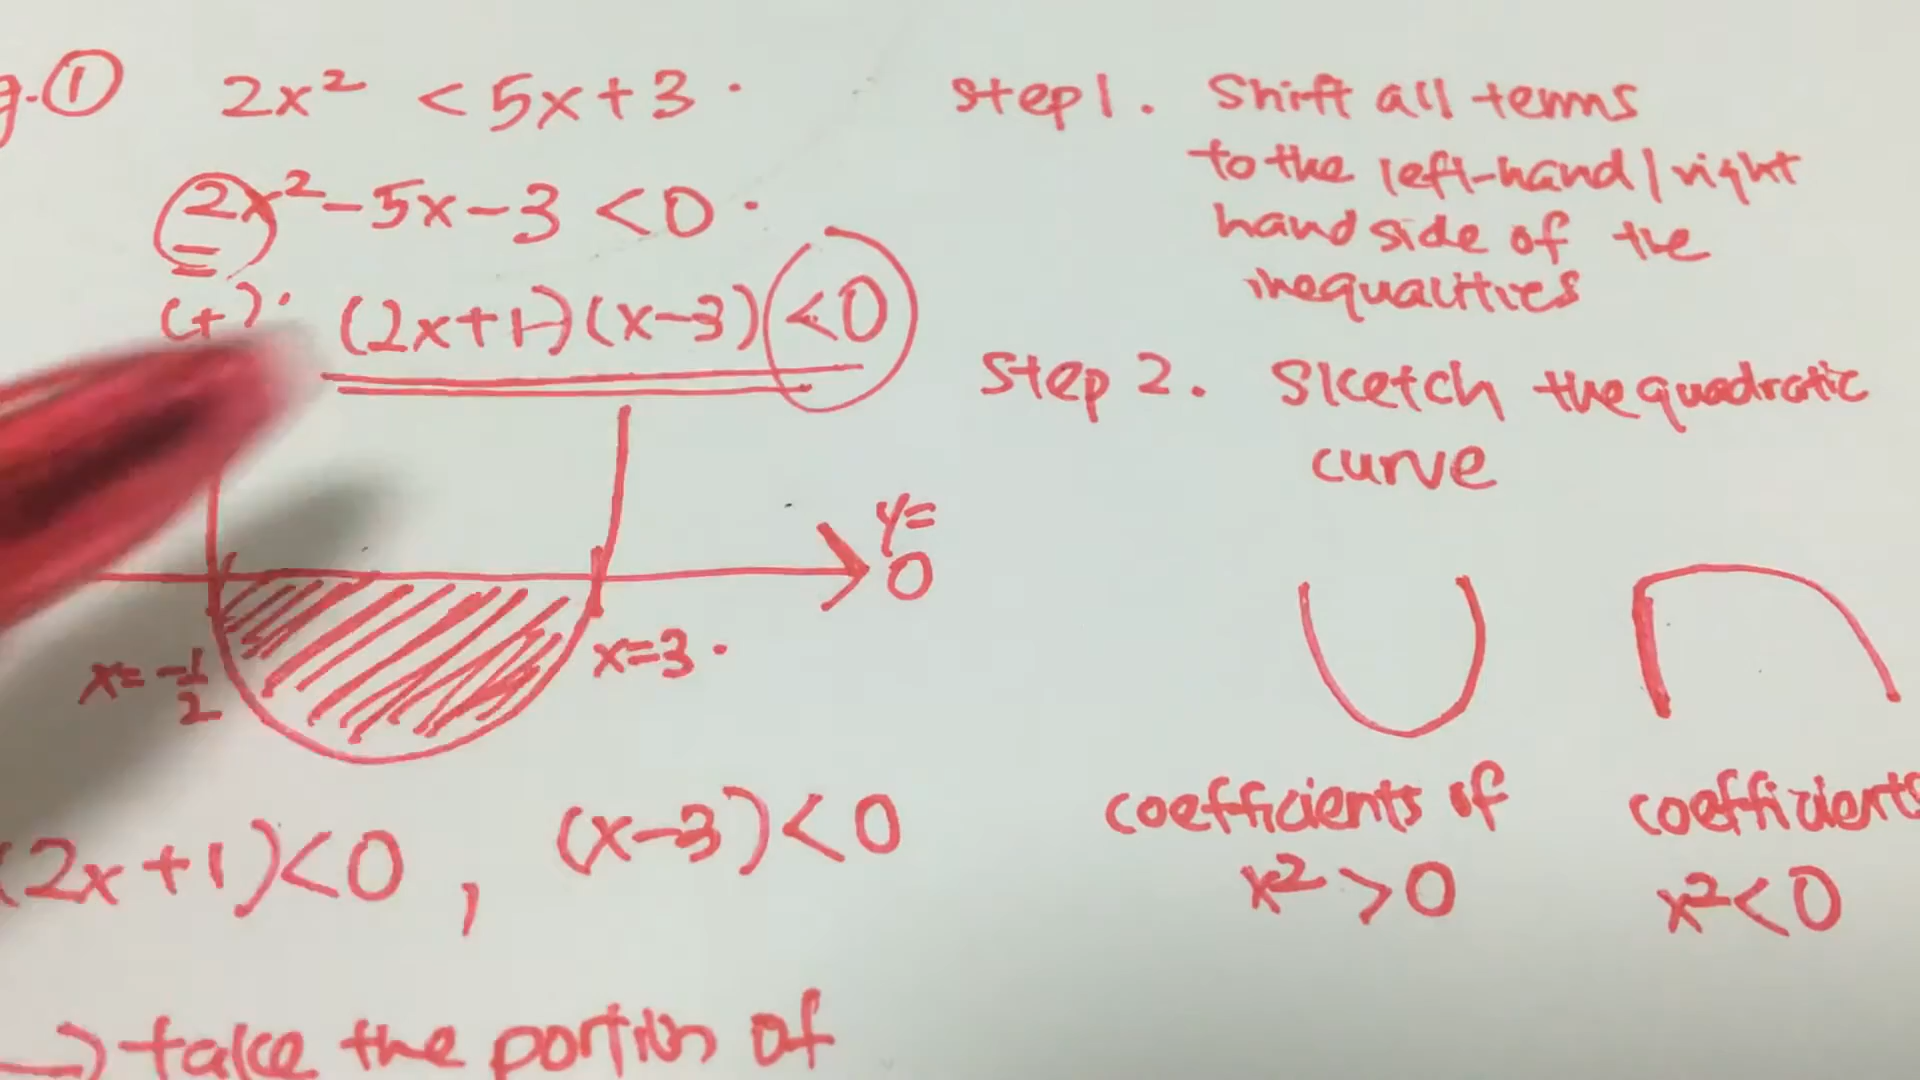 g. ①
2x² < 5x+3.
2x²-5x-3 <0.
(+)
(2x+1)(x-3) <0
y=
0
x=-1/2
x=3.
(2x+1)<0 , (x-3)<0
→ take the portion of
Step 1. Shift all terms
to the left-hand/right
hand side of the
inequalities
Step 2. Sketch the quadratic
curve
coefficients of
x²>0
coefficients
x²<0